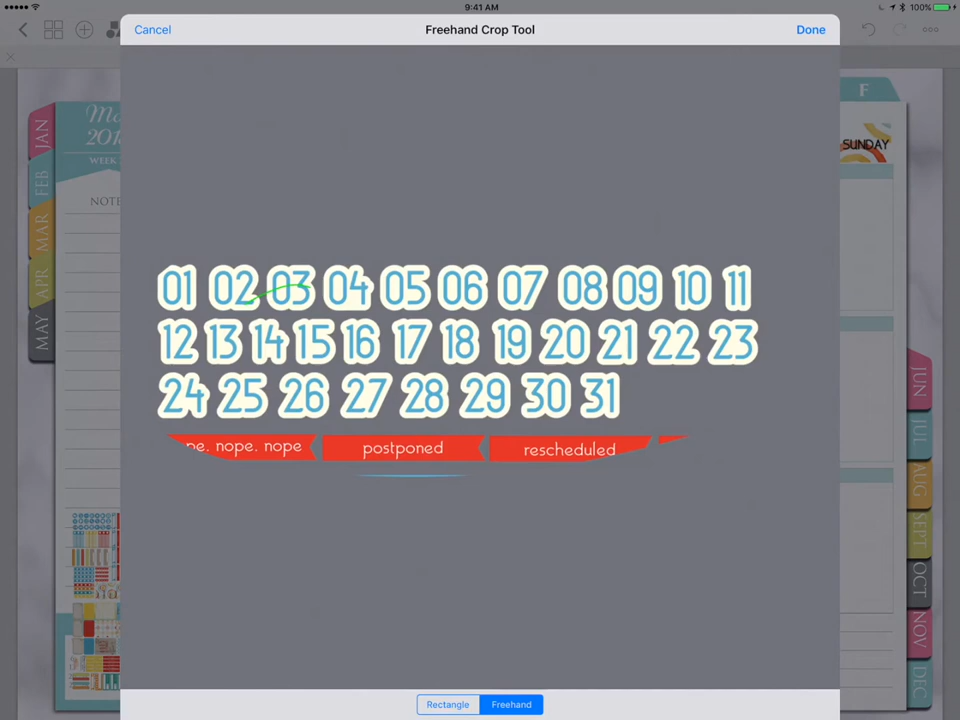 9:41 AM
100%
Cancel
Freehand Crop Tool
Done
F
201
WEEK
SUNDAY
NOTE
JAN
FEB
MAR
APR
MAY
01 02 03 04 05 06 07 08 09 10 11
12 13 14 15 16 17 18 19 20 21 22 23
24 25 26 27 28 29 30 31
pe. nope. nope
postponed
rescheduled
JUN
JUL
AUG
SEPT
OCT
NOV
DEC
Rectangle
Freehand